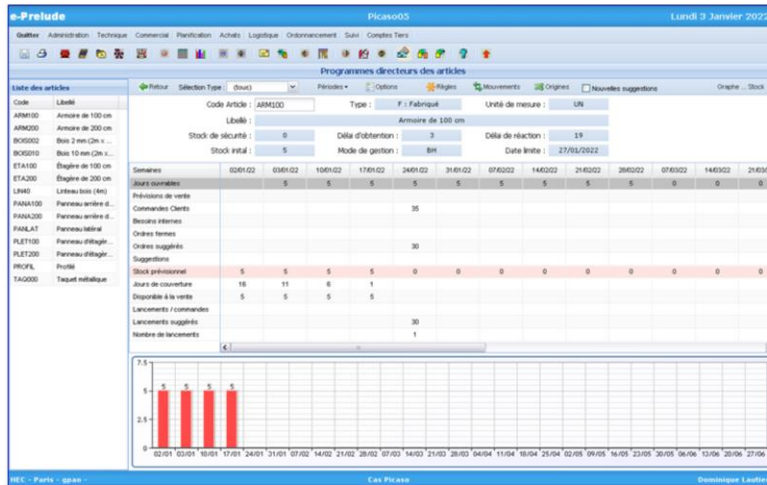 e-Prelude Picaso05 Lundi 3 Janvier 2022
Quitter Administration Technique Commercial Planification Achats Logistique Ordonnancement Suivi Comptes Tiers
Programmes directeurs des articles
Liste des articles
Retour Sélection Type : (tous) Périodes Options Règles Mouvements Origines Nouvelles suggestions Graphe ... Stock
Code Libellé
ARM100 Armoire de 100 cm
ARM200 Armoire de 200 cm
BOIS002 Bois 2 mm (2m x ...
BOIS010 Bois 10 mm (2m x...
ETA100 Étagère de 100 cm
ETA200 Étagère de 200 cm
LIN40 Linteau bois (4m)
PANA100 Panneau arrière d...
PANA200 Panneau arrière d...
PANLAT Panneau latéral
PLET100 Panneau d'étagèr...
PLET200 Panneau d'étagèr...
PROFIL Profilé
TAQ000 Taquet métallique
Code Article : ARM100 Type : F : Fabriqué Unité de mesure : UN
Libellé : Armoire de 100 cm
Stock de sécurité : 0 Délai d'obtention : 3 Délai de réaction : 19
Stock initial : 5 Mode de gestion : BH Date limite : 27/01/2022
Semaines 02/01/22 03/01/22 10/01/22 17/01/22 24/01/22 31/01/22 07/02/22 14/02/22 21/02/22 28/02/22 07/03/22 14/03/22 21/03/
Jours ouvrables 5 5 5 5 5 5 5 5 5 0 0 0
Prévisions de vente
Commandes Clients 35
Besoins internes
Ordres fermes
Ordres suggérés 30
Suggestions
Stock prévisionnel 5 5 5 5 0 0 0 0 0 0 0 0 0
Jours de couverture 16 11 6 1
Disponible à la vente 5 5 5 5
Lancements / commandes
Lancements suggérés 30
Nombre de lancements 1
7.5
5
2.5
0
5 5 5 5
02/01 03/01 10/01 17/01 24/01 31/01 07/02 14/02 21/02 28/02 07/03 14/03 21/03 28/03 04/04 11/04 18/04 25/04 02/05 09/05 16/05 23/05 30/05 06/06 13/06 20/06 27/06
HEC - Paris - gpao - Cas Picaso Dominique Lautier